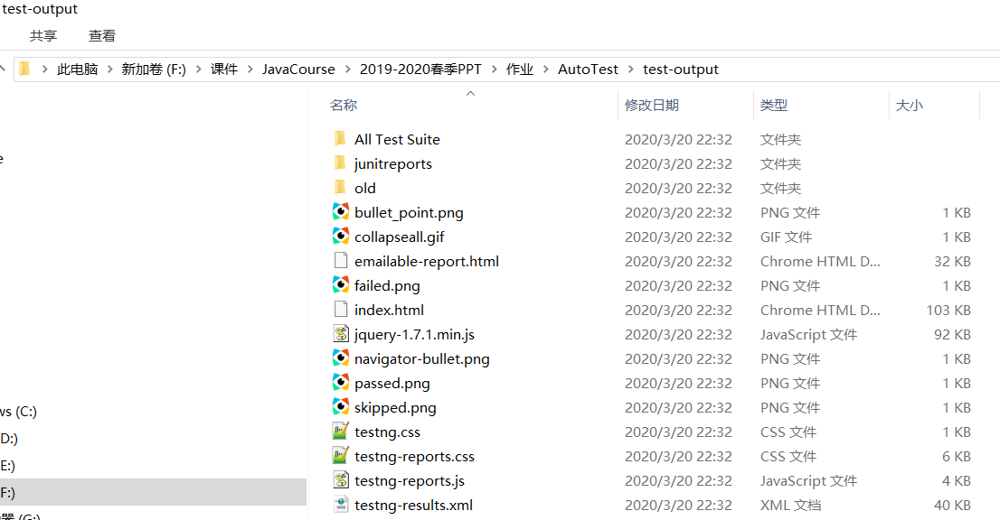 test-output
共享 查看
此电脑 新加卷 (F:) 课件 JavaCourse 2019-2020春季PPT 作业 AutoTest test-output
名称 修改日期 类型 大小
All Test Suite 2020/3/20 22:32 文件夹
junitreports 2020/3/20 22:32 文件夹
old 2020/3/20 22:32 文件夹
bullet_point.png 2020/3/20 22:32 PNG 文件 1 KB
collapseall.gif 2020/3/20 22:32 GIF 文件 1 KB
emailable-report.html 2020/3/20 22:32 Chrome HTML D... 32 KB
failed.png 2020/3/20 22:32 PNG 文件 1 KB
index.html 2020/3/20 22:32 Chrome HTML D... 103 KB
jquery-1.7.1.min.js 2020/3/20 22:32 JavaScript 文件 92 KB
navigator-bullet.png 2020/3/20 22:32 PNG 文件 1 KB
passed.png 2020/3/20 22:32 PNG 文件 1 KB
(C:) skipped.png 2020/3/20 22:32 PNG 文件 1 KB
D:) testng.css 2020/3/20 22:32 CSS 文件 1 KB
E:) testng-reports.css 2020/3/20 22:32 CSS 文件 6 KB
F:) testng-reports.js 2020/3/20 22:32 JavaScript 文件 4 KB
testng-results.xml 2020/3/20 22:32 XML 文档 40 KB